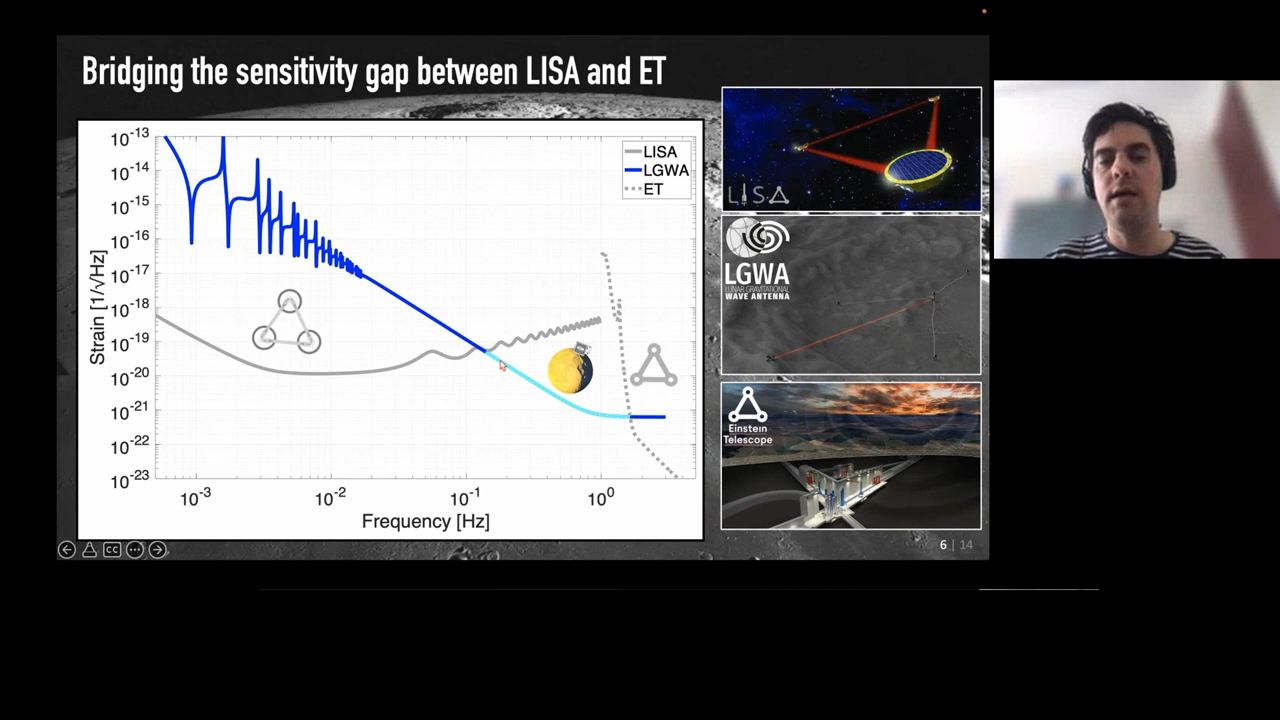 Bridging the sensitivity gap between LISA and ET
10-13
10-14
10-15
10-16
10-17
10-18
10-19
10-20
10-21
10-22
10-23
Strain [1/√Hz]
LISA
LGWA
ET
10-3
10-2
10-1
100
Frequency [Hz]
LISA
LGWA
LUNAR GRAVITATIONAL
WAVE ANTENNA
Einstein
Telescope
CC
6 | 14